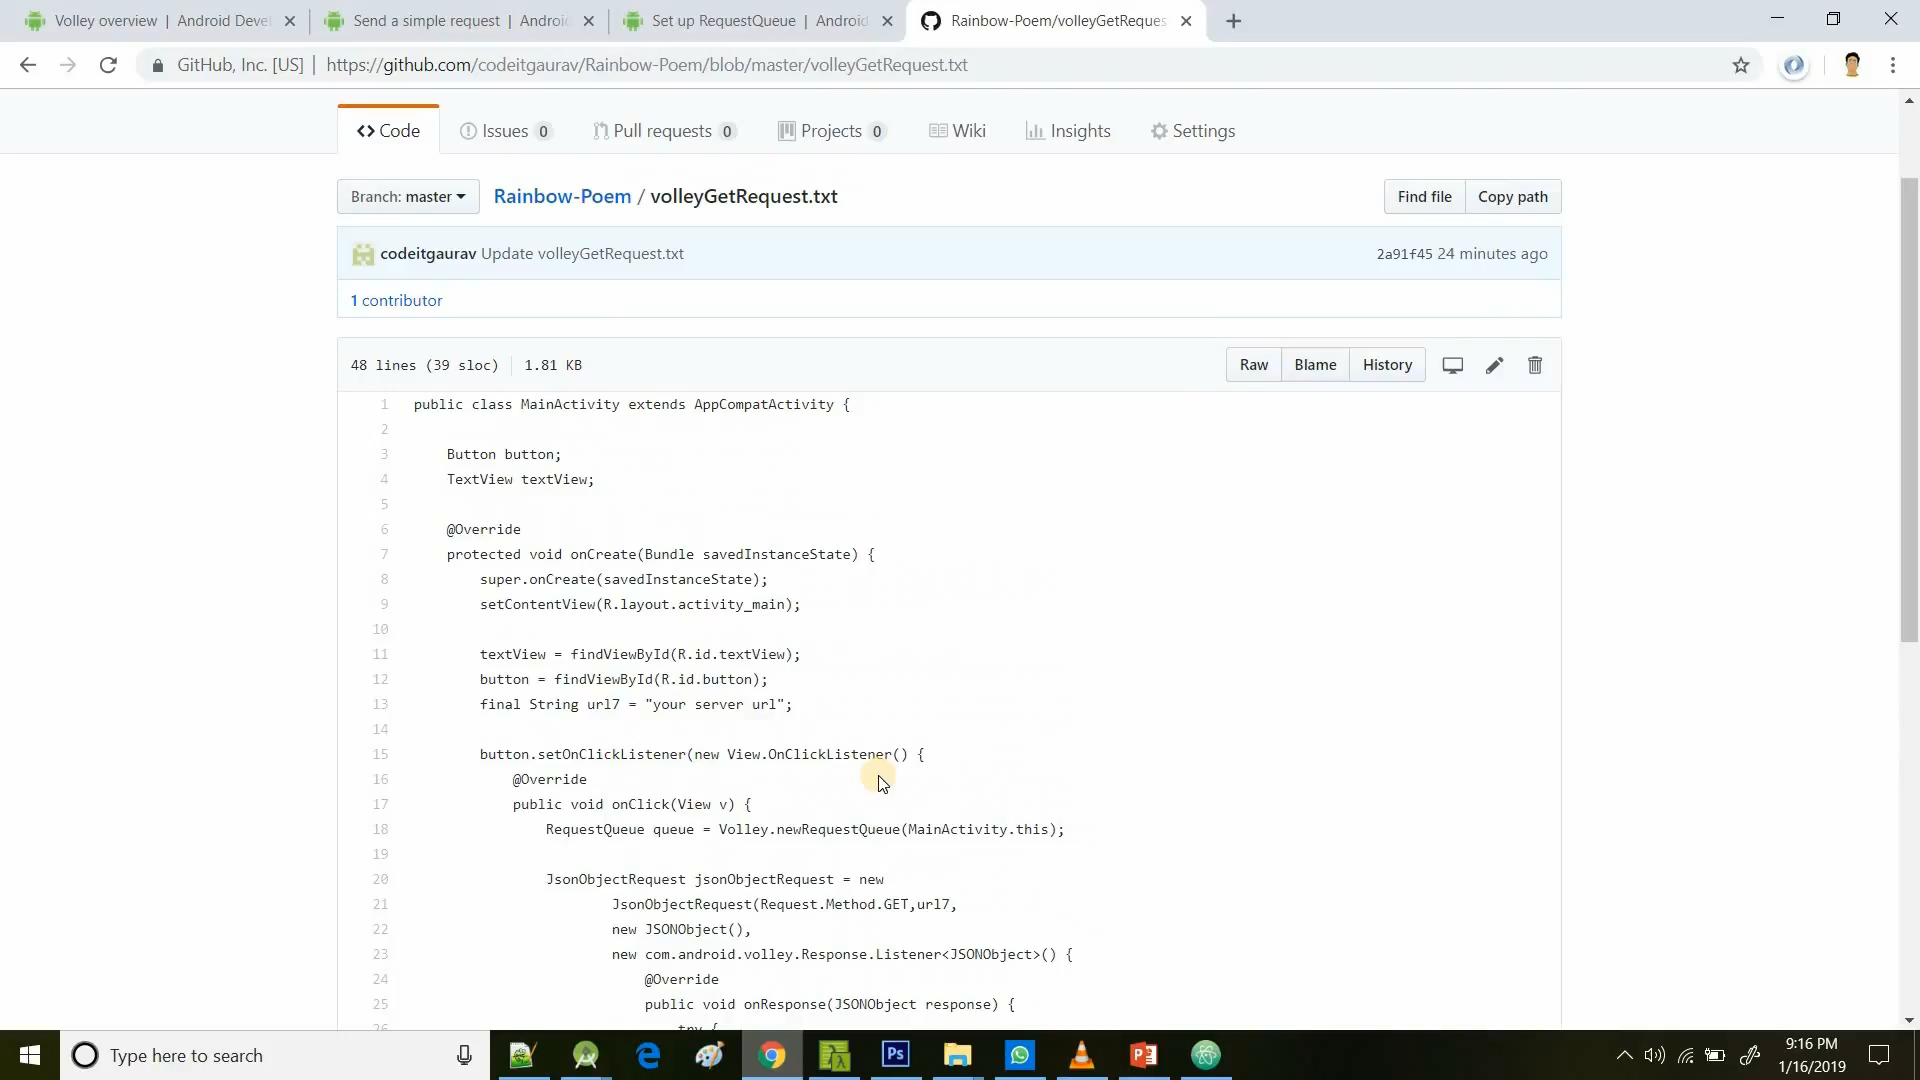 Volley overview | Android Deve
Send a simple request | Androi
Set up RequestQueue | Android
Rainbow-Poem/volleyGetReques
GitHub, Inc. [US] | https://github.com/codeitgaurav/Rainbow-Poem/blob/master/volleyGetRequest.txt
Code
Issues 0
Pull requests 0
Projects 0
Wiki
Insights
Settings
Branch: master
Rainbow-Poem / volleyGetRequest.txt
Find file
Copy path
codeitgaurav Update volleyGetRequest.txt
2a91f45 24 minutes ago
1 contributor
48 lines (39 sloc) 1.81 KB
Raw
Blame
History
1 public class MainActivity extends AppCompatActivity {
2
3 Button button;
4 TextView textView;
5
6 @Override
7 protected void onCreate(Bundle savedInstanceState) {
8 super.onCreate(savedInstanceState);
9 setContentView(R.layout.activity_main);
10
11 textView = findViewById(R.id.textView);
12 button = findViewById(R.id.button);
13 final String url7 = "your server url";
14
15 button.setOnClickListener(new View.OnClickListener() {
16 @Override
17 public void onClick(View v) {
18 RequestQueue queue = Volley.newRequestQueue(MainActivity.this);
19
20 JsonObjectRequest jsonObjectRequest = new
21 JsonObjectRequest(Request.Method.GET,url7,
22 new JSONObject(),
23 new com.android.volley.Response.Listener<JSONObject>() {
24 @Override
25 public void onResponse(JSONObject response) {
26 try {
Type here to search
Ps
9:16 PM
1/16/2019